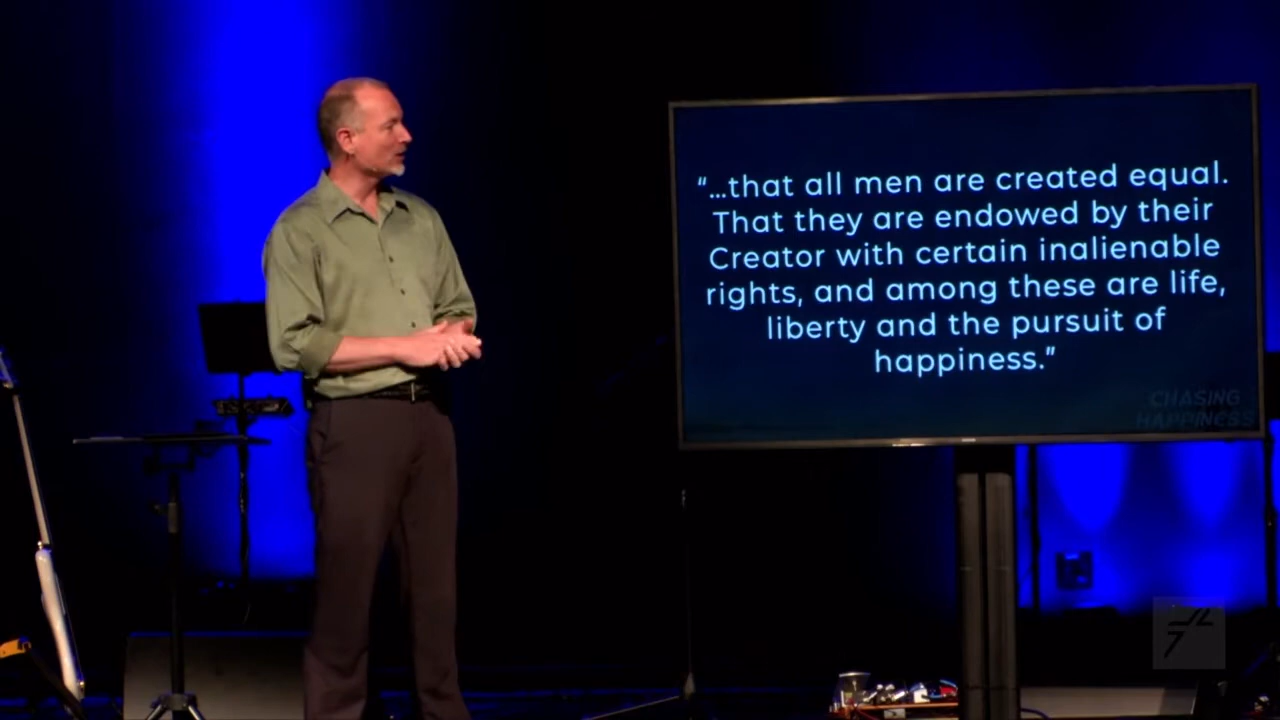 “...that all men are created equal.
That they are endowed by their
Creator with certain inalienable
rights, and among these are life,
liberty and the pursuit of
happiness.”
CHASING
HAPPINESS